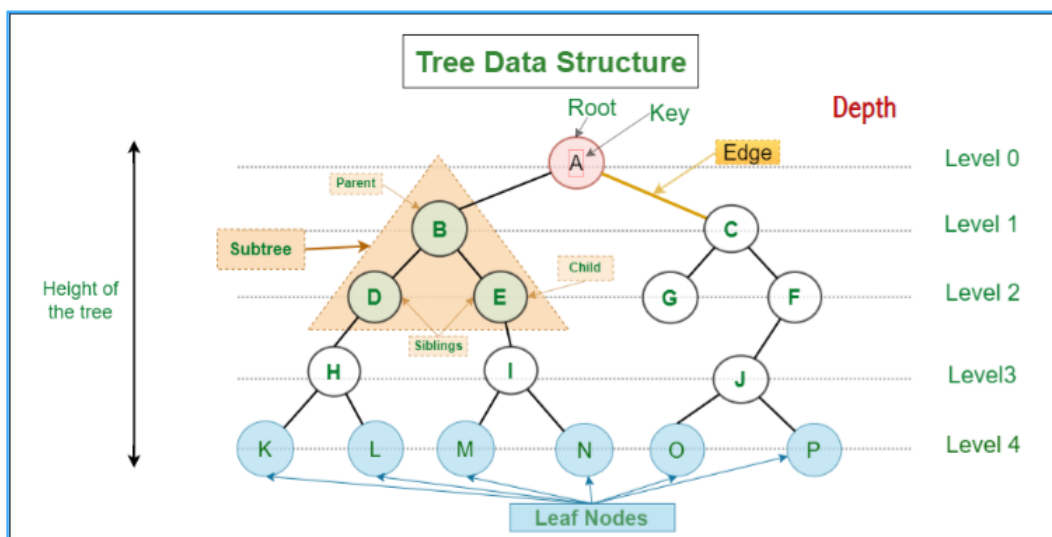 Tree Data Structure
Root
Key
Depth
A
Edge
Level 0
Parent
B
C
Level 1
Subtree
Child
D
E
G
F
Level 2
Height of
the tree
Siblings
H
I
J
Level3
K
L
M
N
O
P
Level 4
Leaf Nodes